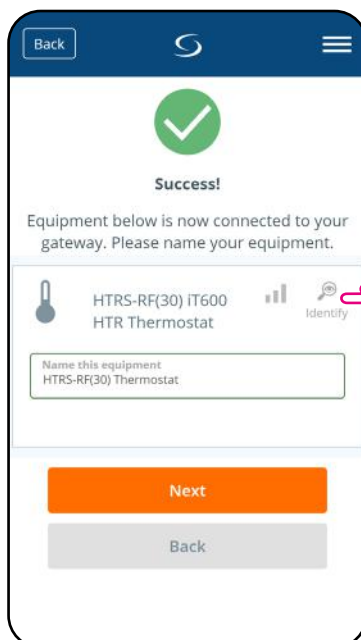 Back
Success!
Equipment below is now connected to your
gateway. Please name your equipment.
HTRS-RF(30) iT600
HTR Thermostat
Identify
Name this equipment
HTRS-RF(30) Thermostat
Next
Back